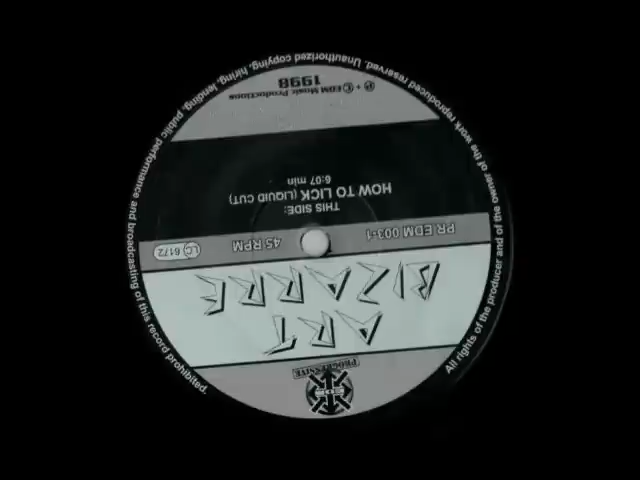 PROGRESSIVE
ART
BIZARRE
PR EDM 003-1
45 RPM
LC 6172
THIS SIDE:
HOW TO LICK (LIQUID CUT)
6:07 min
℗ + © EDM Music Productions
1998
All rights of the producer and of the owner of the work reproduced reserved. Unauthorized copying, hiring, lending, public performance and broadcasting of this record prohibited.